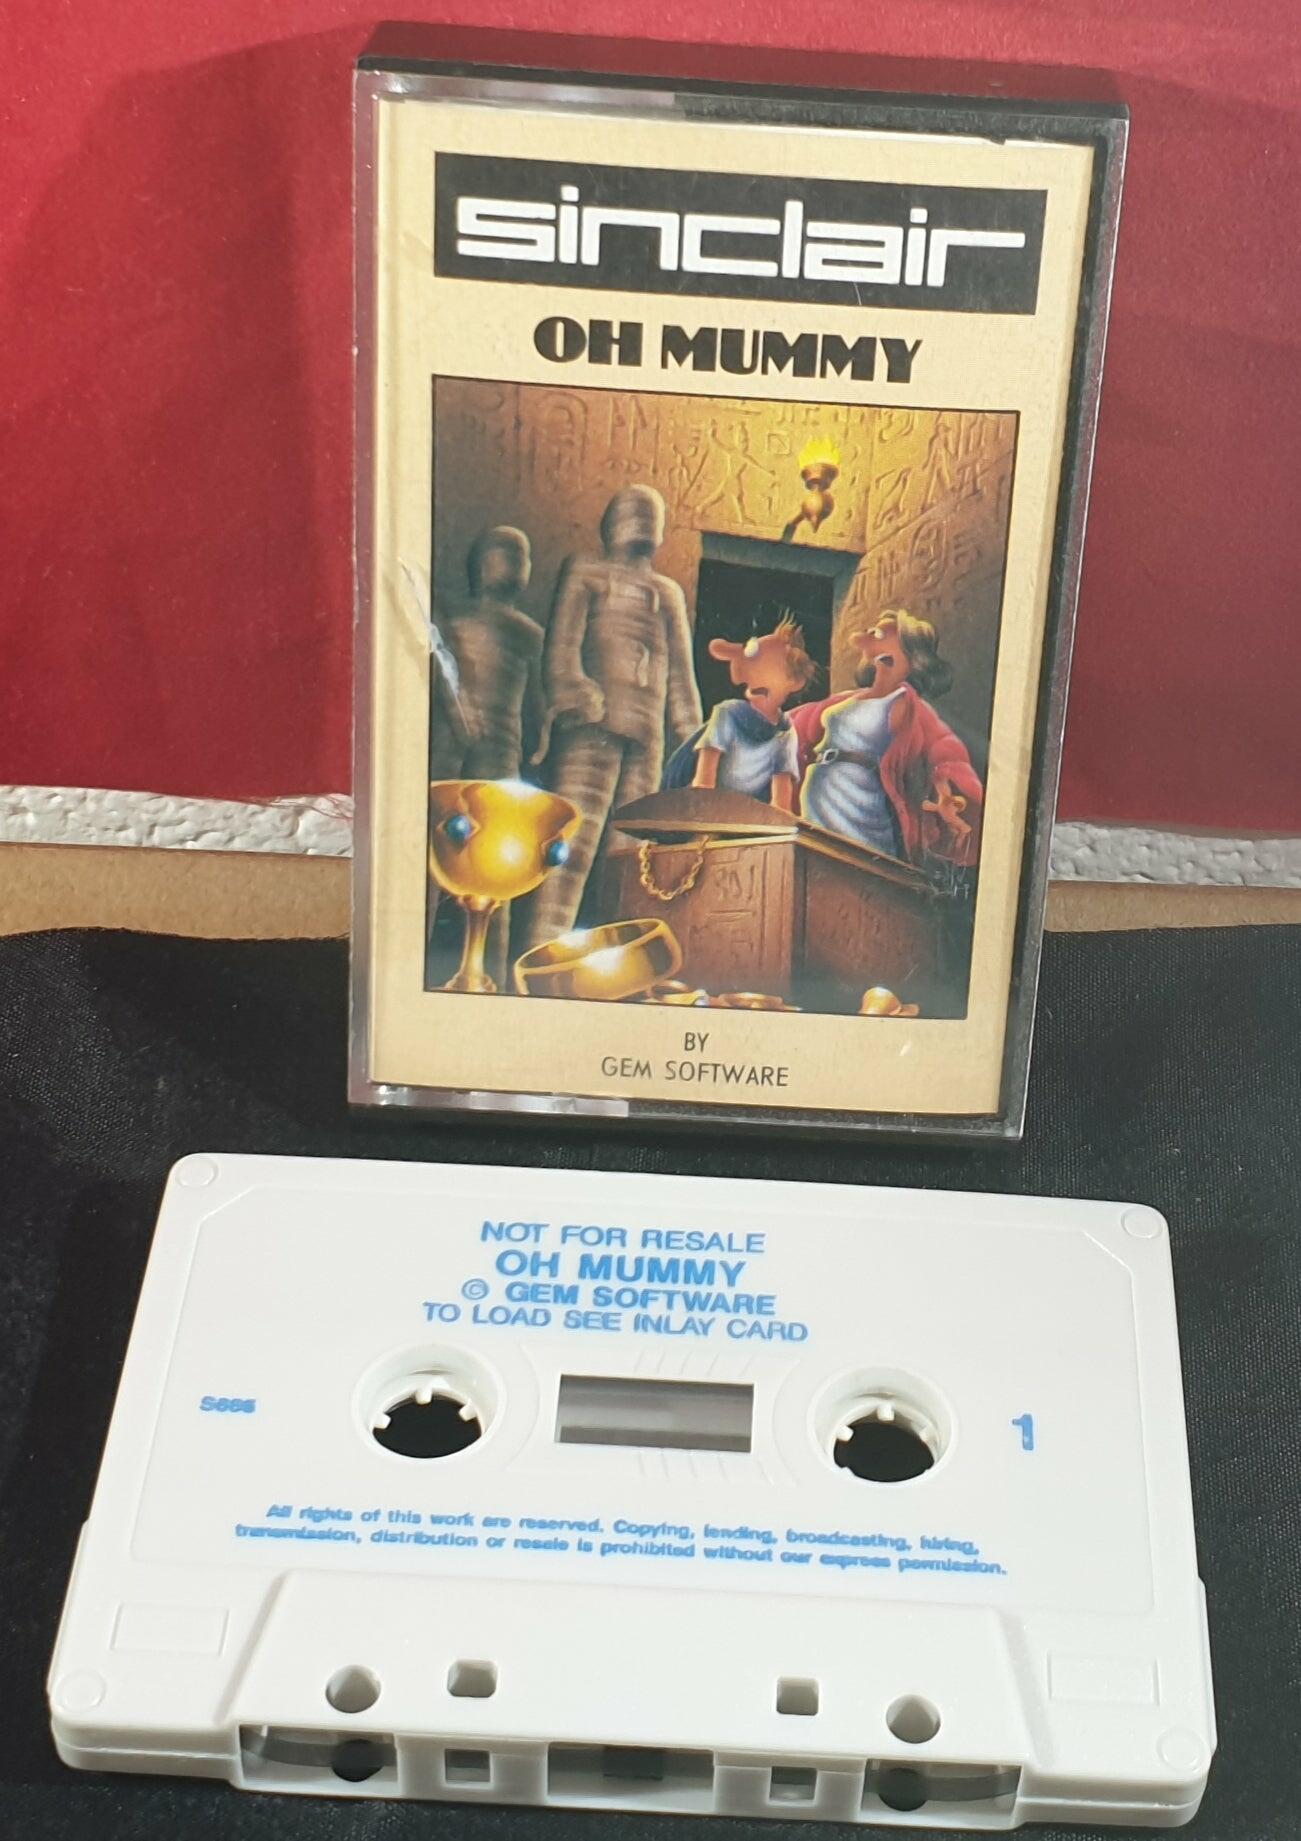 sinclair
OH MUMMY
BY
GEM SOFTWARE
NOT FOR RESALE
OH MUMMY
© GEM SOFTWARE
TO LOAD SEE INLAY CARD
1
All rights of this work are reserved. Copying, lending, broadcasting, hiring,
transmission, distribution or resale is prohibited without our express permission.